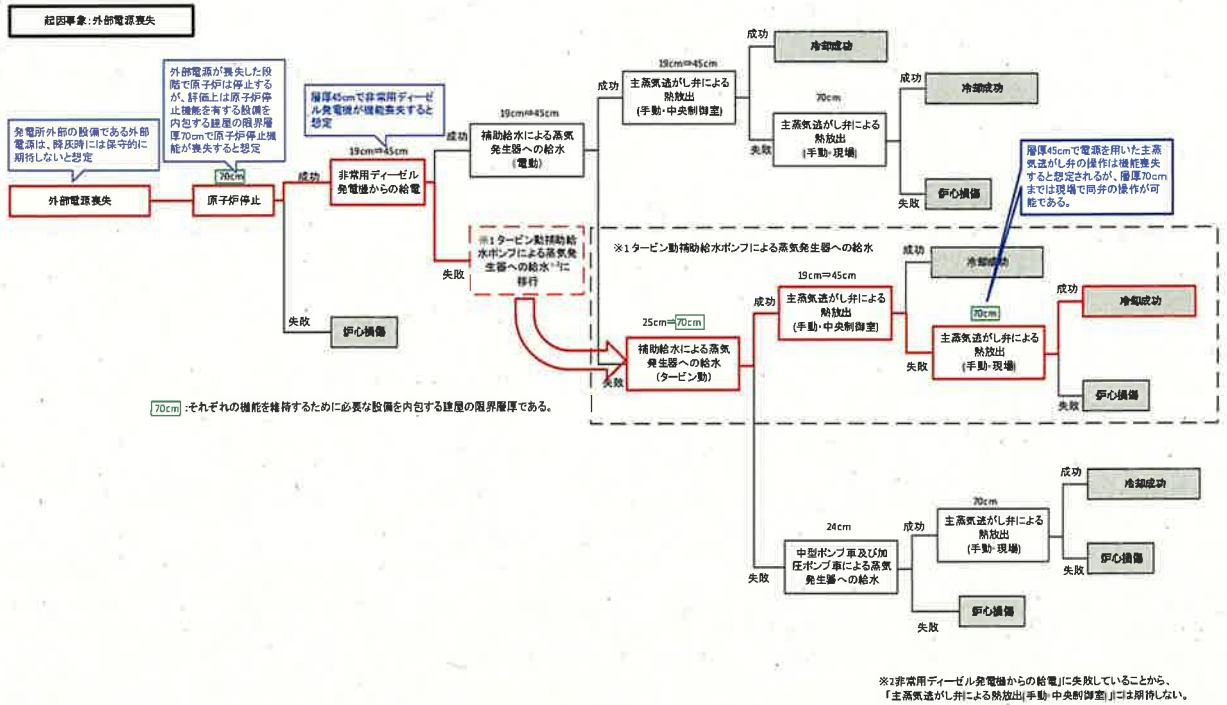 起因事象:外部電源喪失
発電所外部の設備である外部
電源は、降灰時には保守的に
期待しないと想定
外部電源が喪失した段
階で原子炉は停止する
が、評価上は原子炉停
止機能を有する設備を
内包する建屋の限界層
厚70cmで原子炉停止機
能が喪失すると想定
層厚45cmで非常用ディーゼ
ル発電機が機能喪失すると
想定
外部電源喪失
70cm
原子炉停止
成功
失敗
炉心損傷
19cm⇒45cm
非常用ディーゼル
発電機からの給電
成功
失敗
19cm⇒45cm
補助給水による蒸気
発生器への給水
(電動)
※1タービン動補助給
水ポンプによる蒸気発
生器への給水※2に
移行
成功
失敗
19cm⇒45cm
主蒸気逃がし弁による
熱放出
(手動・中央制御室)
成功
冷却成功
失敗
70cm
主蒸気逃がし弁による
熱放出
(手動・現場)
成功
冷却成功
失敗
炉心損傷
層厚45cmで電源を用いた主蒸
気逃がし弁の操作は機能喪失
すると想定されるが、層厚70cm
までは現場で同弁の操作が可
能である。
※1タービン動補助給水ポンプによる蒸気発生器への給水
25cm⇒70cm
補助給水による蒸気
発生器への給水
(タービン動)
成功
失敗
19cm⇒45cm
主蒸気逃がし弁による
熱放出
(手動・中央制御室)
成功
冷却成功
失敗
70cm
主蒸気逃がし弁による
熱放出
(手動・現場)
成功
冷却成功
失敗
炉心損傷
70cm:それぞれの機能を維持するために必要な設備を内包する建屋の限界層厚である。
24cm
中型ポンプ車及び加
圧ポンプ車による蒸気
発生器への給水
成功
失敗
炉心損傷
70cm
主蒸気逃がし弁による
熱放出
(手動・現場)
成功
冷却成功
失敗
炉心損傷
※2非常用ディーゼル発電機からの給電」に失敗していることから、
「主蒸気逃がし弁による熱放出(手動・中央制御室)」には期待しない。